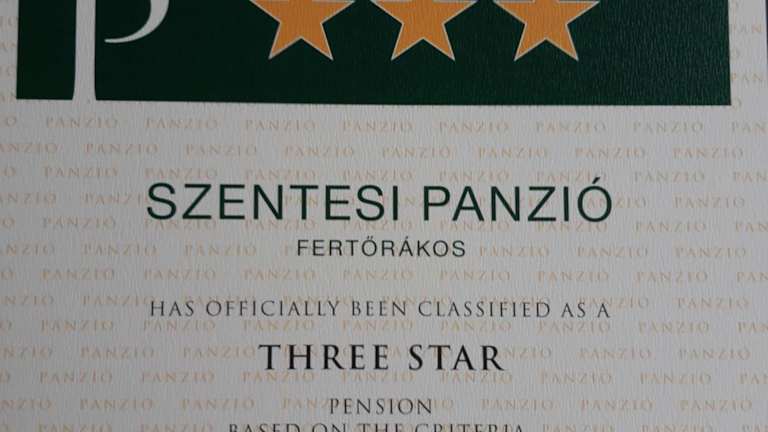 SZENTESI PANZIÓ
FERTŐRÁKOS
HAS OFFICIALLY BEEN CLASSIFIED AS A
THREE STAR
PENSION
BASED ON THE CRITERIA